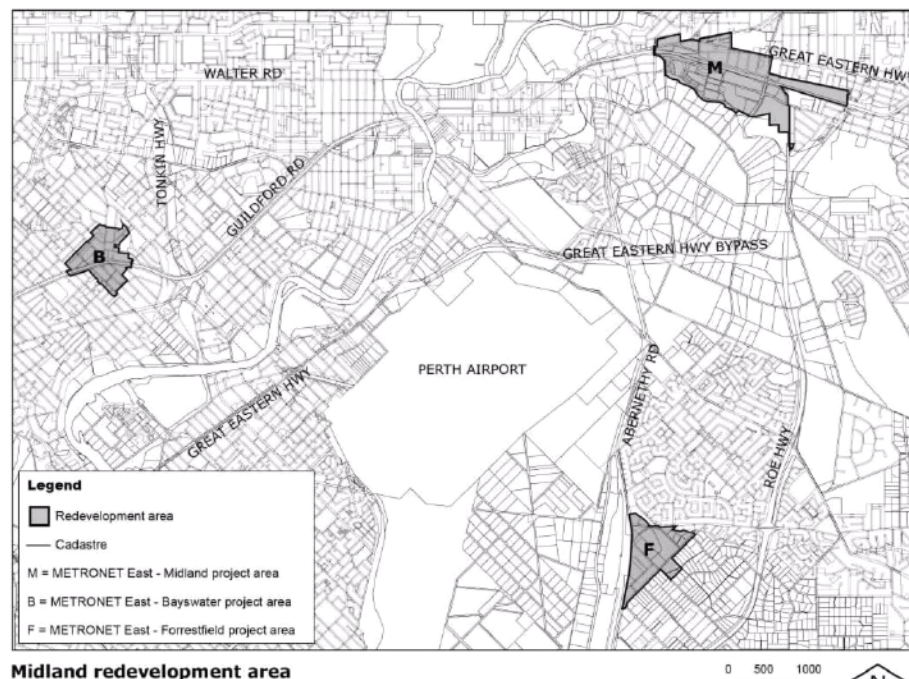 GREAT EASTERN HWY
M
WALTER RD
TONKIN HWY
GUILDFORD RD
B
GREAT EASTERN HWY BYPASS
PERTH AIRPORT
ABERNETHY RD
GREAT EASTERN HWY
ROE HWY
F
Legend
Redevelopment area
Cadastre
M = METRONET East - Midland project area
B = METRONET East - Bayswater project area
F = METRONET East - Forrestfield project area
Midland redevelopment area
0 500 1000
N